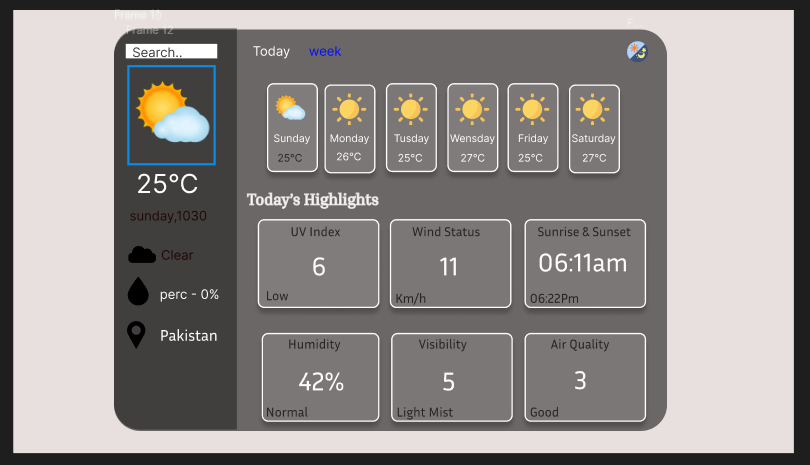 Frame 15
Frame 12
F...
Search..
25°C
sunday,1030
Clear
perc - 0%
Pakistan
Today week
Sunday
25°C
Monday
26°C
Tusday
25°C
Wensday
27°C
Friday
25°C
Saturday
27°C
Today's Highlights
UV Index
6
Low
Wind Status
11
Km/h
Sunrise & Sunset
06:11am
06:22Pm
Humidity
42%
Normal
Visibility
5
Light Mist
Air Quality
3
Good